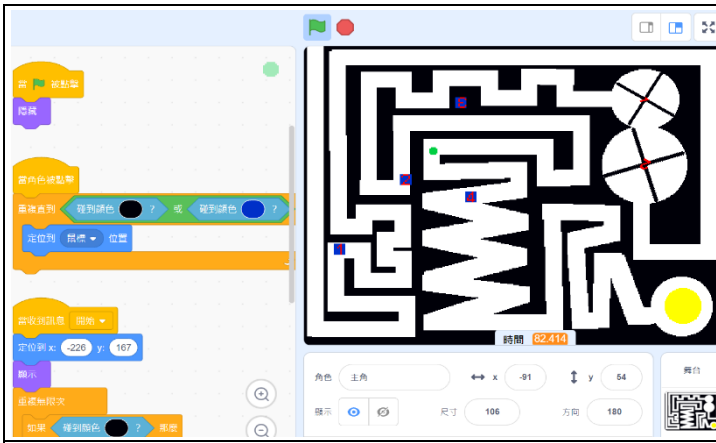 當 被點擊
隱藏
當角色被點擊
重複直到 碰到顏色 ? 或 碰到顏色 ?
定位到 鼠標 位置
當收到訊息 開始
定位到 x: -226 y: 167
顯示
重複無限次
如果 碰到顏色 ? 那麼
3
2
4
1
時間 82.414
角色 主角 x -91 y 54
顯示 尺寸 106 方向 180
舞台